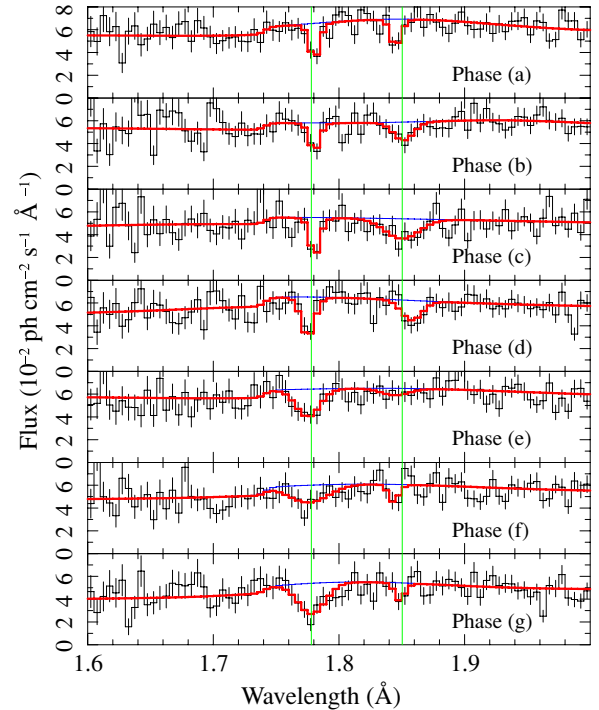 Flux (10⁻² ph cm⁻² s⁻¹ Å⁻¹)
0 2 4 6 8
Phase (a)
0 2 4 6
Phase (b)
0 2 4 6
Phase (c)
0 2 4 6
Phase (d)
0 2 4 6
Phase (e)
0 2 4 6
Phase (f)
0 2 4 6
Phase (g)
1.6 1.7 1.8 1.9
Wavelength (Å)